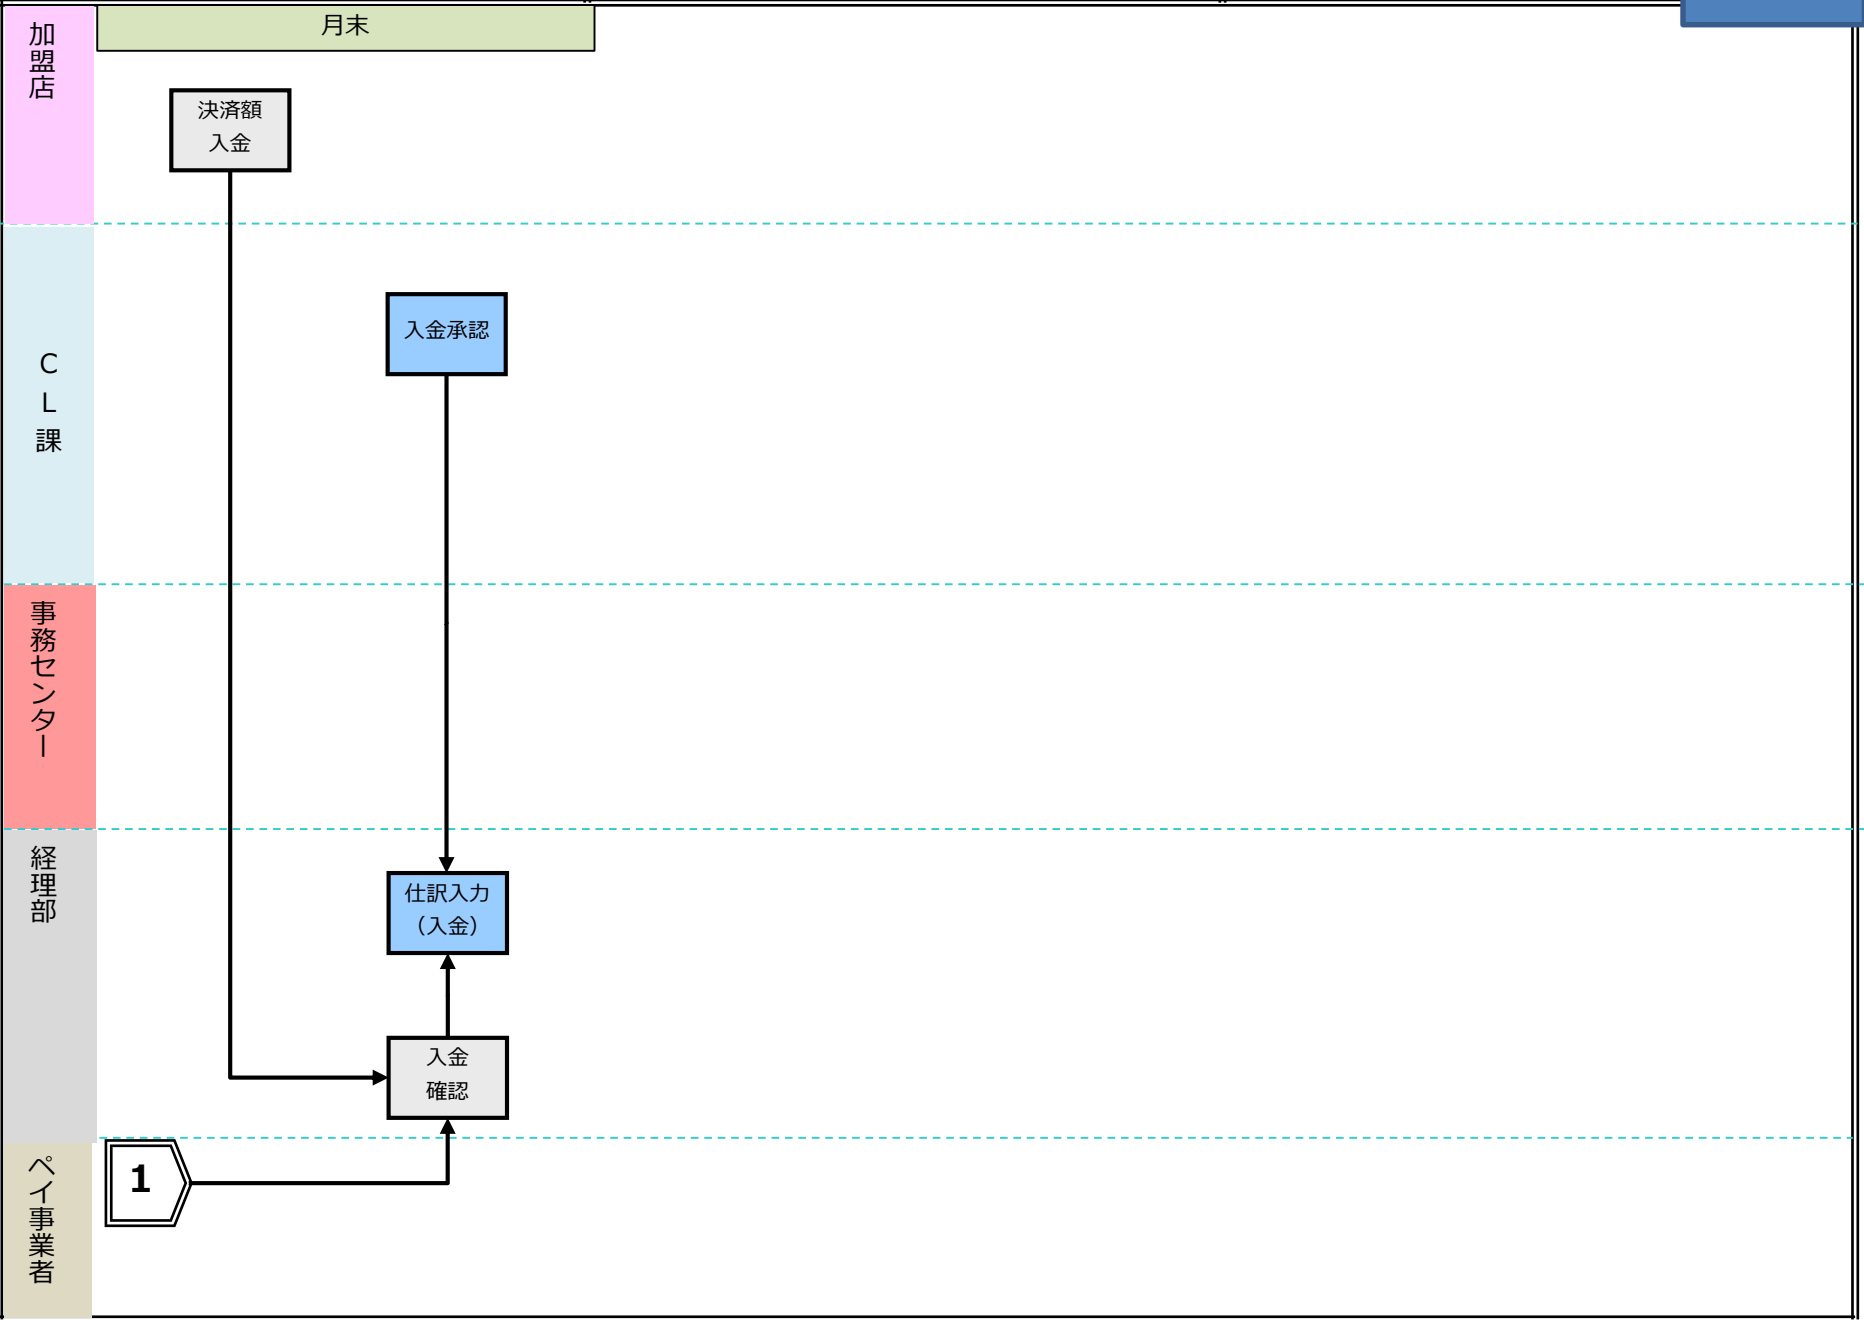 加盟店
月末
決済額
入金
CL課
入金承認
事務センター
経理部
仕訳入力
（入金）
入金
確認
ペイ事業者
1